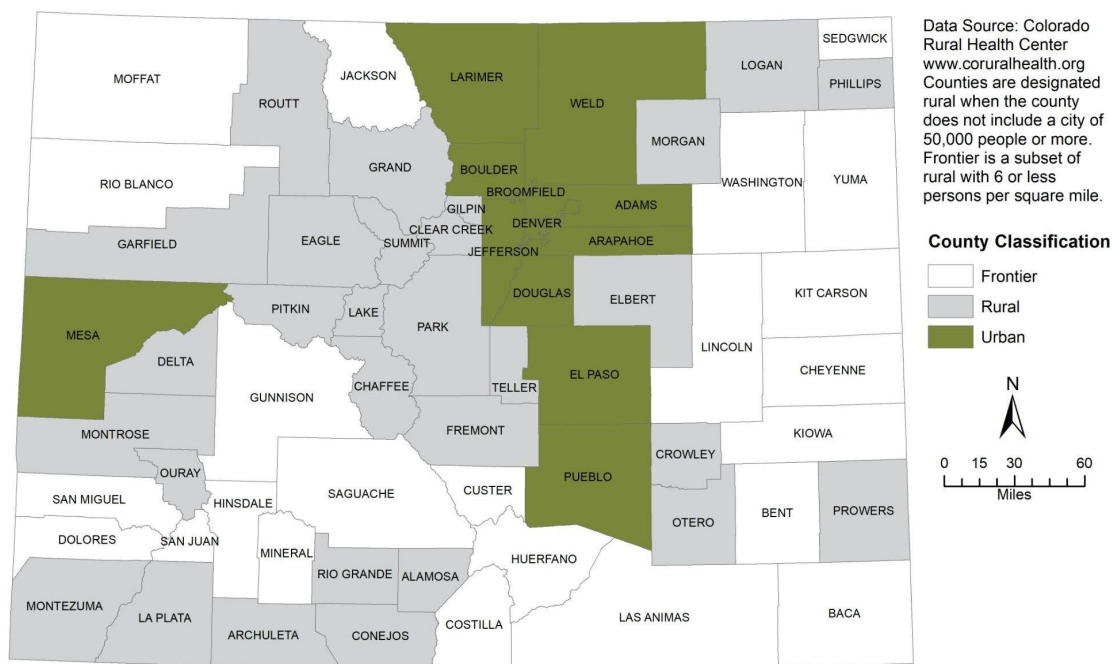 SEDGWICK
LOGAN
PHILLIPS
MOFFAT
JACKSON
LARIMER
WELD
ROUTT
MORGAN
GRAND
RIO BLANCO
BOULDER
WASHINGTON
YUMA
BROOMFIELD
GILPIN
ADAMS
DENVER
CLEAR CREEK
GARFIELD
EAGLE
SUMMIT
JEFFERSON
ARAPAHOE
DOUGLAS
ELBERT
KIT CARSON
PITKIN
LAKE
PARK
MESA
LINCOLN
DELTA
CHEYENNE
EL PASO
TELLER
CHAFFEE
GUNNISON
MONTROSE
FREMONT
KIOWA
CROWLEY
OURAY
PUEBLO
SAGUACHE
CUSTER
SAN MIGUEL
HINSDALE
BENT
PROWERS
OTERO
DOLORES
SAN JUAN
MINERAL
HUERFANO
RIO GRANDE
ALAMOSA
MONTEZUMA
LA PLATA
ARCHULETA
CONEJOS
COSTILLA
LAS ANIMAS
BACA
Data Source: Colorado
Rural Health Center
www.coruralhealth.org
Counties are designated
rural when the county
does not include a city of
50,000 people or more.
Frontier is a subset of
rural with 6 or less
persons per square mile.
County Classification
Frontier
Rural
Urban
N
0 15 30 60
Miles